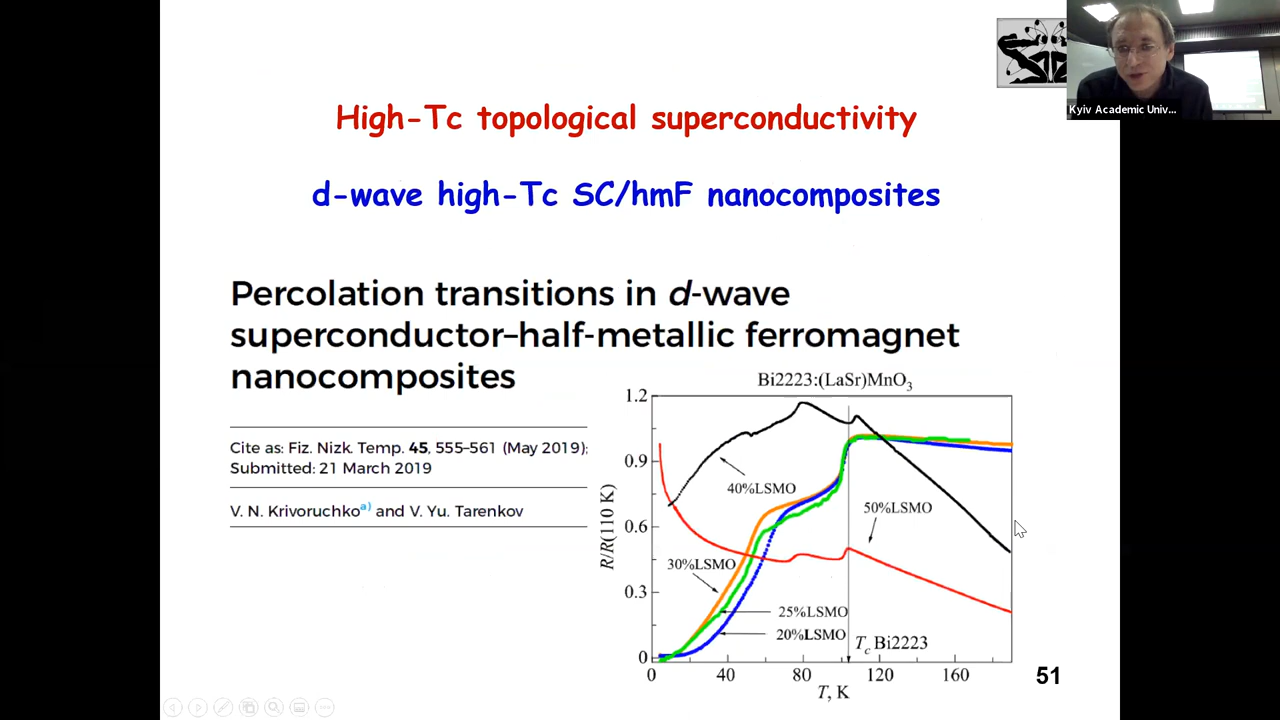 Kyiv Academic Univ...
High-Tc topological superconductivity
d-wave high-Tc SC/hmF nanocomposites
Percolation transitions in d-wave
superconductor–half-metallic ferromagnet
nanocomposites
Cite as: Fiz. Nizk. Temp. 45, 555–561 (May 2019);
Submitted: 21 March 2019
V. N. Krivoruchko a) and V. Yu. Tarenkov
Bi2223:(LaSr)MnO3
1.2
0.9
0.6
0.3
0
R/R(110 K)
40%LSMO
50%LSMO
30%LSMO
25%LSMO
20%LSMO
Tc Bi2223
0 40 80 120 160
T, K
51